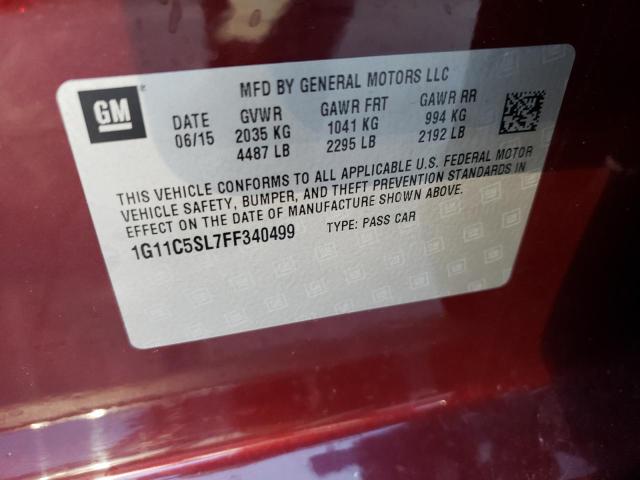 MFD BY GENERAL MOTORS LLC
GM
DATE GVWR GAWR FRT GAWR RR
06/15 2035 KG 1041 KG 994 KG
4487 LB 2295 LB 2192 LB
THIS VEHICLE CONFORMS TO ALL APPLICABLE U.S. FEDERAL MOTOR
VEHICLE SAFETY, BUMPER, AND THEFT PREVENTION STANDARDS IN
EFFECT ON THE DATE OF MANUFACTURE SHOWN ABOVE.
1G11C5SL7FF340499 TYPE: PASS CAR